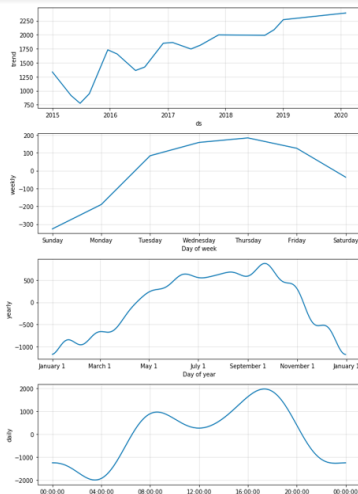 2500
2250
2000
1750
1500
1250
1000
750
trend
2015 2016 2017 2018 2019 2020
ds
200
100
0
−100
−200
−300
weekly
Sunday Monday Tuesday Wednesday Thursday Friday Saturday
Day of week
500
0
−500
−1000
yearly
January 1 March 1 May 1 July 1 September 1 November 1 January 1
Day of year
2000
1000
0
−1000
−2000
daily
00:00:00 04:00:00 08:00:00 12:00:00 16:00:00 20:00:00 00:00:00